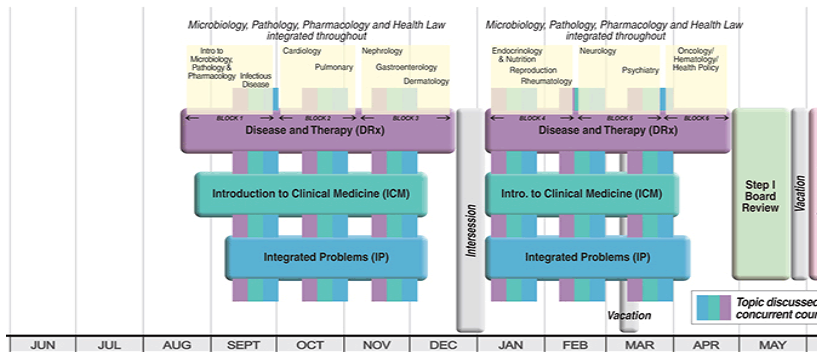 Microbiology, Pathology, Pharmacology and Health Law
integrated throughout
Microbiology, Pathology, Pharmacology and Health Law
integrated throughout
Intro to
Microbiology,
Pathology &
Pharmacology
Infectious
Disease
Cardiology
Pulmonary
Nephrology
Gastroenterology
Dermatology
Endocrinology
& Nutrition
Reproduction
Rheumatology
Neurology
Psychiatry
Oncology/
Hematology/
Health Policy
BLOCK 1
BLOCK 2
BLOCK 3
BLOCK 4
BLOCK 5
BLOCK 6
Disease and Therapy (DRx)
Disease and Therapy (DRx)
Introduction to Clinical Medicine (ICM)
Intro. to Clinical Medicine (ICM)
Integrated Problems (IP)
Integrated Problems (IP)
Intersession
Vacation
Step I
Board
Review
Vacation
Topic discussed
concurrent cour
JUN JUL AUG SEPT OCT NOV DEC JAN FEB MAR APR MAY